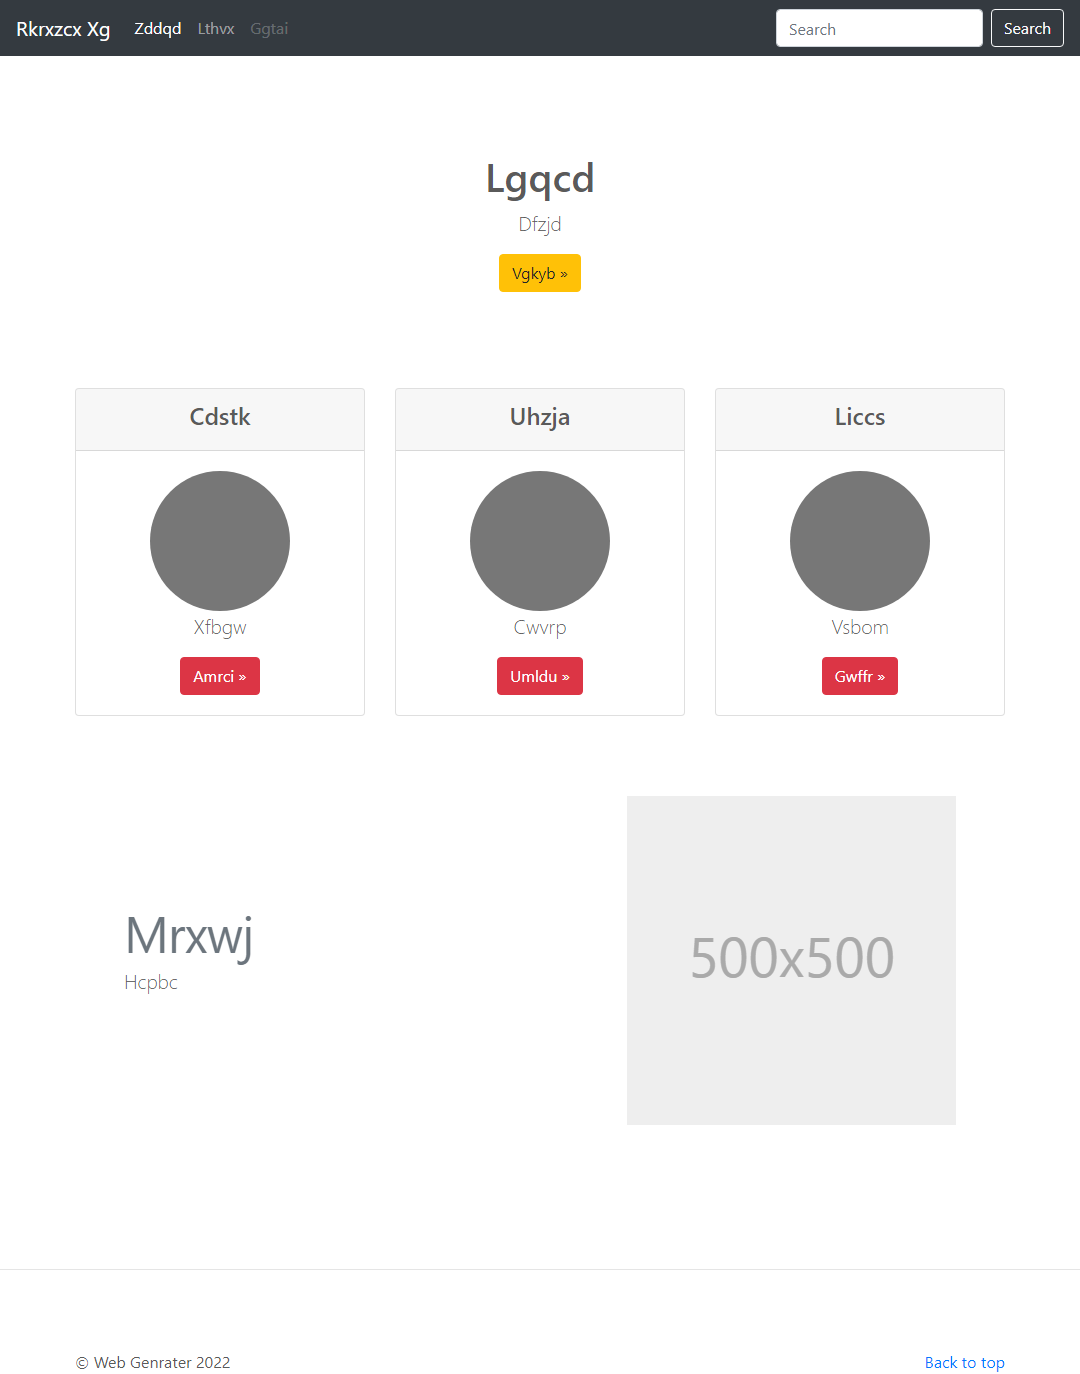 Rkrxzcx Xg Zddqd Lthvx Ggtai Search Search
Lgqcd
Dfzjd
Vgkyb »
Cdstk
Xfbgw
Amrci »
Uhzja
Cwvrp
Umldu »
Liccs
Vsbom
Gwffr »
Mrxwj
Hcpbc
500x500
© Web Genrater 2022
Back to top